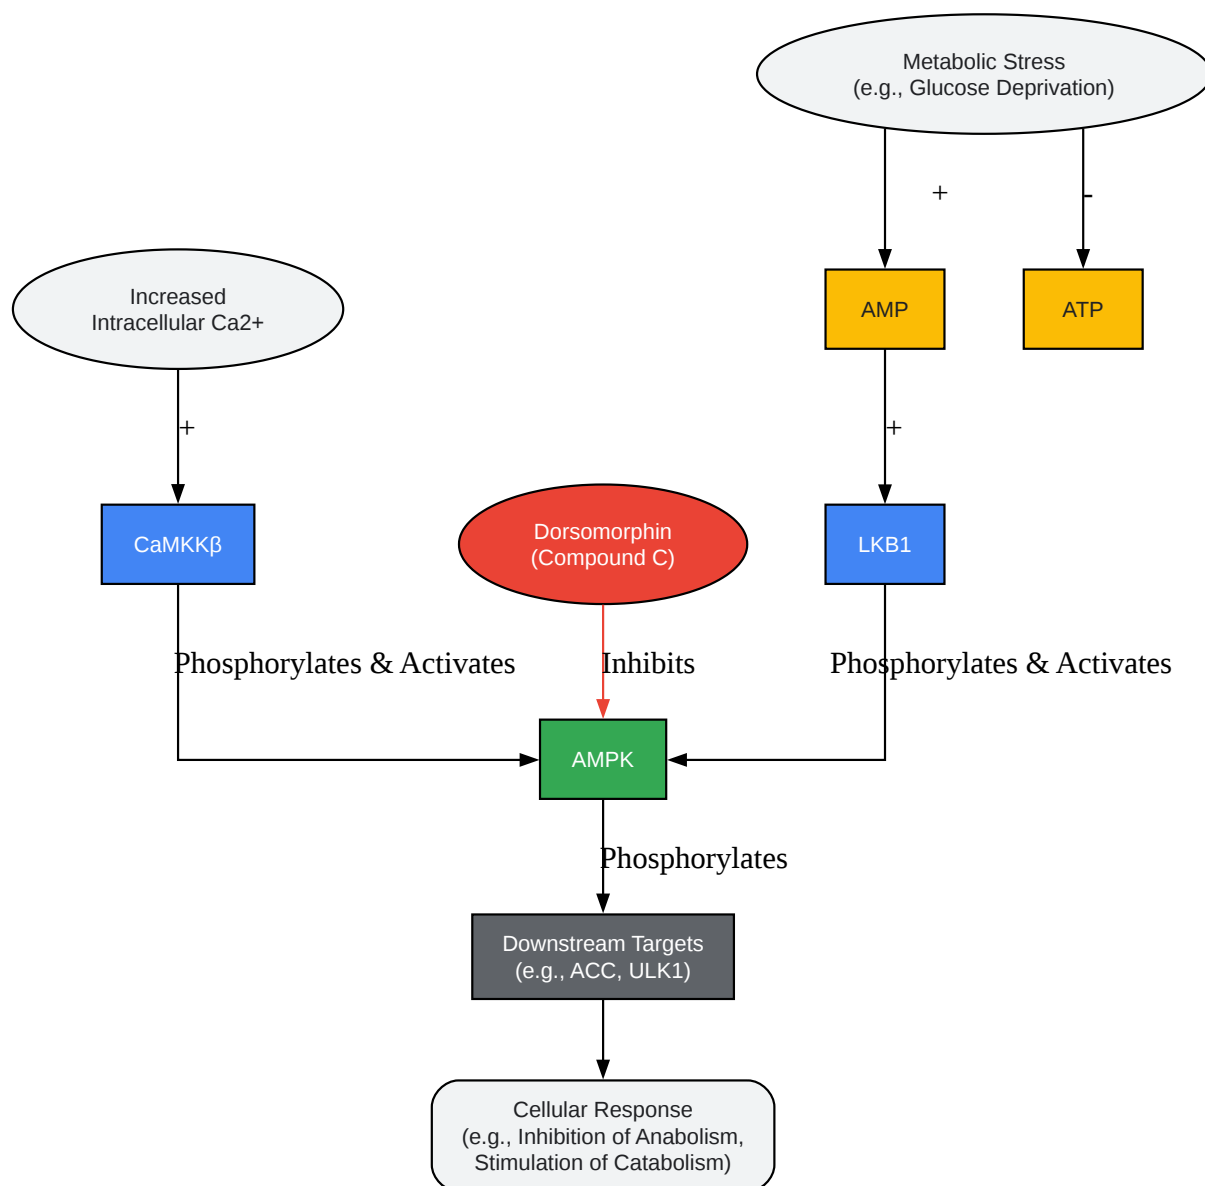 Metabolic Stress
(e.g., Glucose Deprivation)
+
-
Increased
Intracellular Ca2+
AMP
ATP
+
+
CaMKKβ
Dorsomorphin
(Compound C)
LKB1
Phosphorylates & Activates
Inhibits
Phosphorylates & Activates
AMPK
Phosphorylates
Downstream Targets
(e.g., ACC, ULK1)
Cellular Response
(e.g., Inhibition of Anabolism,
Stimulation of Catabolism)